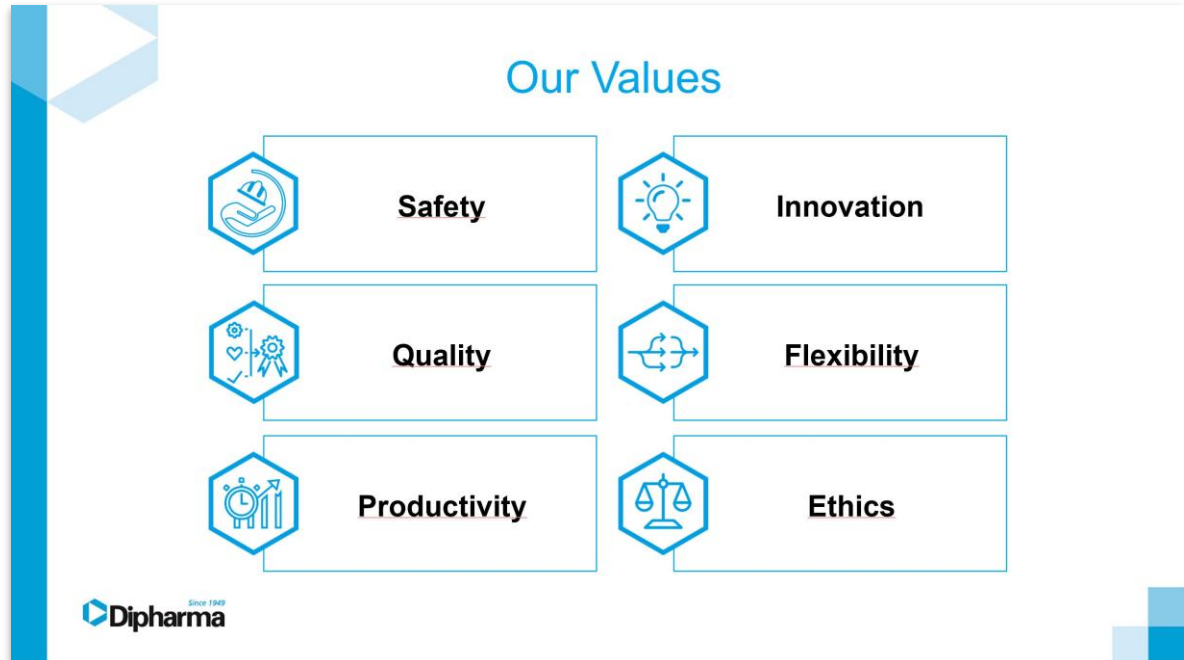 Our Values
Safety
Innovation
Quality
Flexibility
Productivity
Ethics
Since 1949
Dipharma